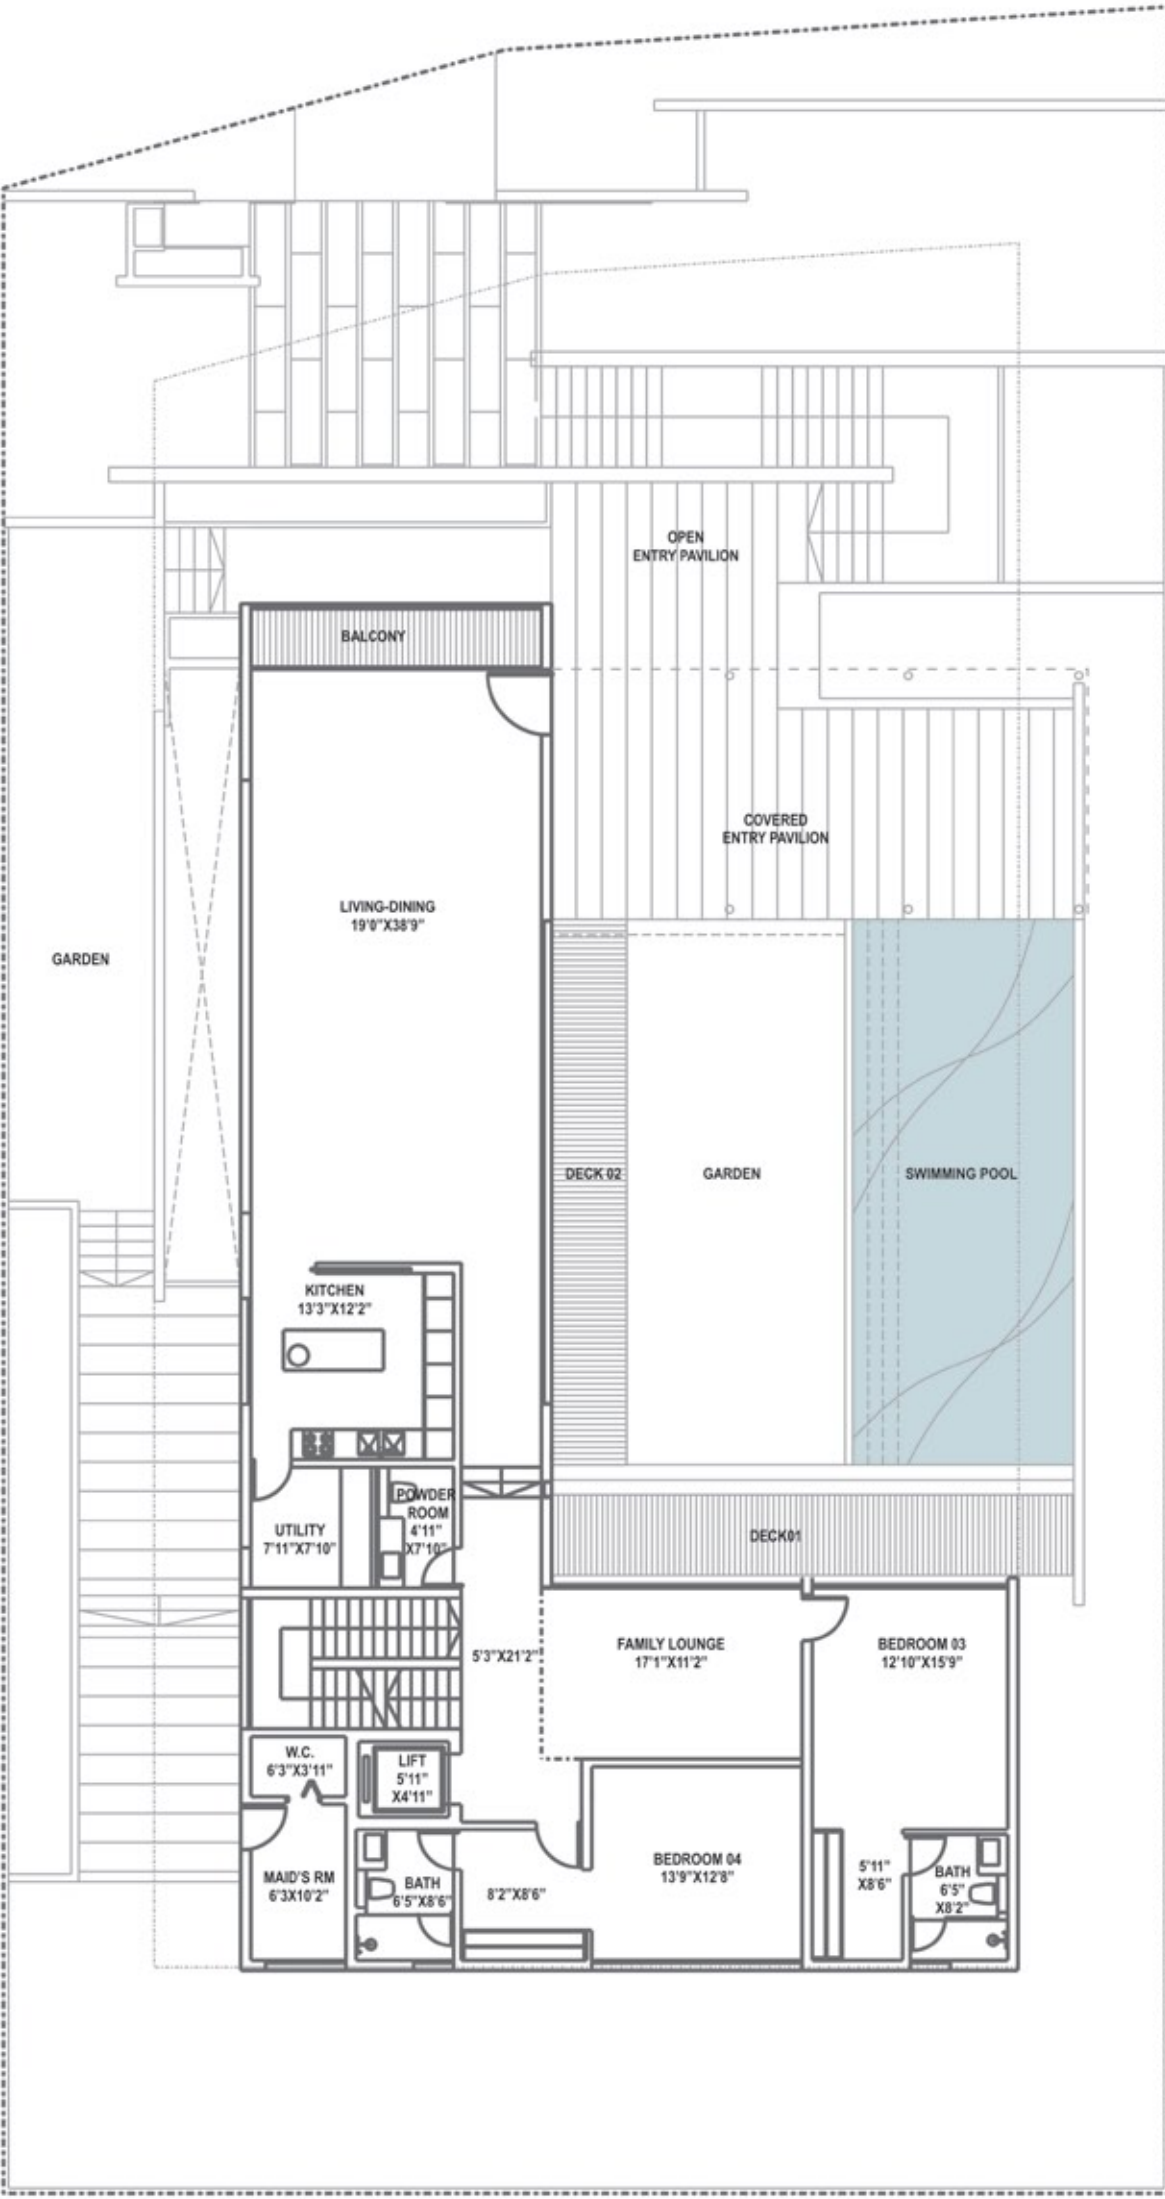 OPEN
ENTRY PAVILION
BALCONY
COVERED
ENTRY PAVILION
LIVING-DINING
19'0"X38'9"
GARDEN
DECK 02
GARDEN
SWIMMING POOL
KITCHEN
13'3"X12'2"
POWDER
ROOM
4'11"
X7'10"
UTILITY
7'11"X7'10"
DECK01
5'3"X21'2"
FAMILY LOUNGE
17'1"X11'2"
BEDROOM 03
12'10"X15'9"
W.C.
6'3"X3'11"
LIFT
5'11"
X4'11"
MAID'S RM
6'3X10'2"
BATH
6'5"X8'6"
8'2"X8'6"
BEDROOM 04
13'9"X12'8"
5'11"
X8'6"
BATH
6'5"
X8'2"